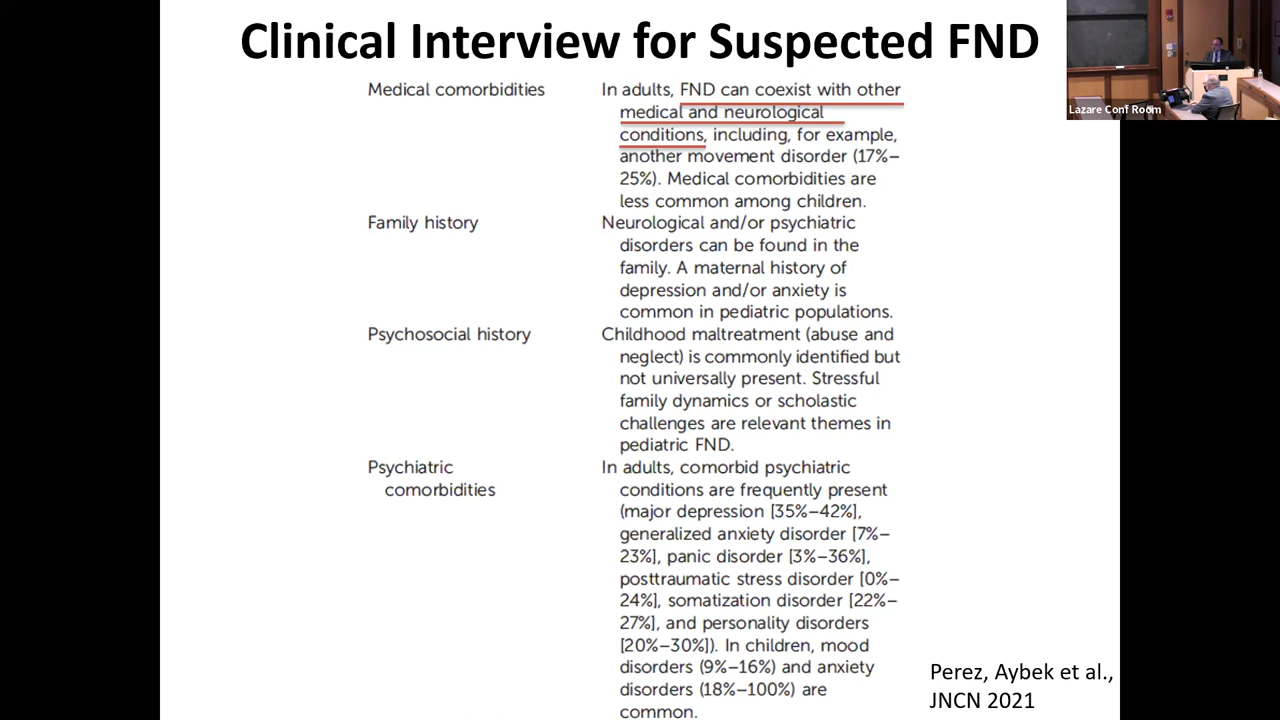 Clinical Interview for Suspected FND
Lazare Conf Room
Medical comorbidities
In adults, FND can coexist with other
medical and neurological
conditions, including, for example,
another movement disorder (17%–
25%). Medical comorbidities are
less common among children.
Family history
Neurological and/or psychiatric
disorders can be found in the
family. A maternal history of
depression and/or anxiety is
common in pediatric populations.
Psychosocial history
Childhood maltreatment (abuse and
neglect) is commonly identified but
not universally present. Stressful
family dynamics or scholastic
challenges are relevant themes in
pediatric FND.
Psychiatric
comorbidities
In adults, comorbid psychiatric
conditions are frequently present
(major depression [35%–42%],
generalized anxiety disorder [7%–
23%], panic disorder [3%–36%],
posttraumatic stress disorder [0%–
24%], somatization disorder [22%–
27%], and personality disorders
[20%–30%]). In children, mood
disorders (9%–16%) and anxiety
disorders (18%–100%) are
common.
Perez, Aybek et al.,
JNCN 2021